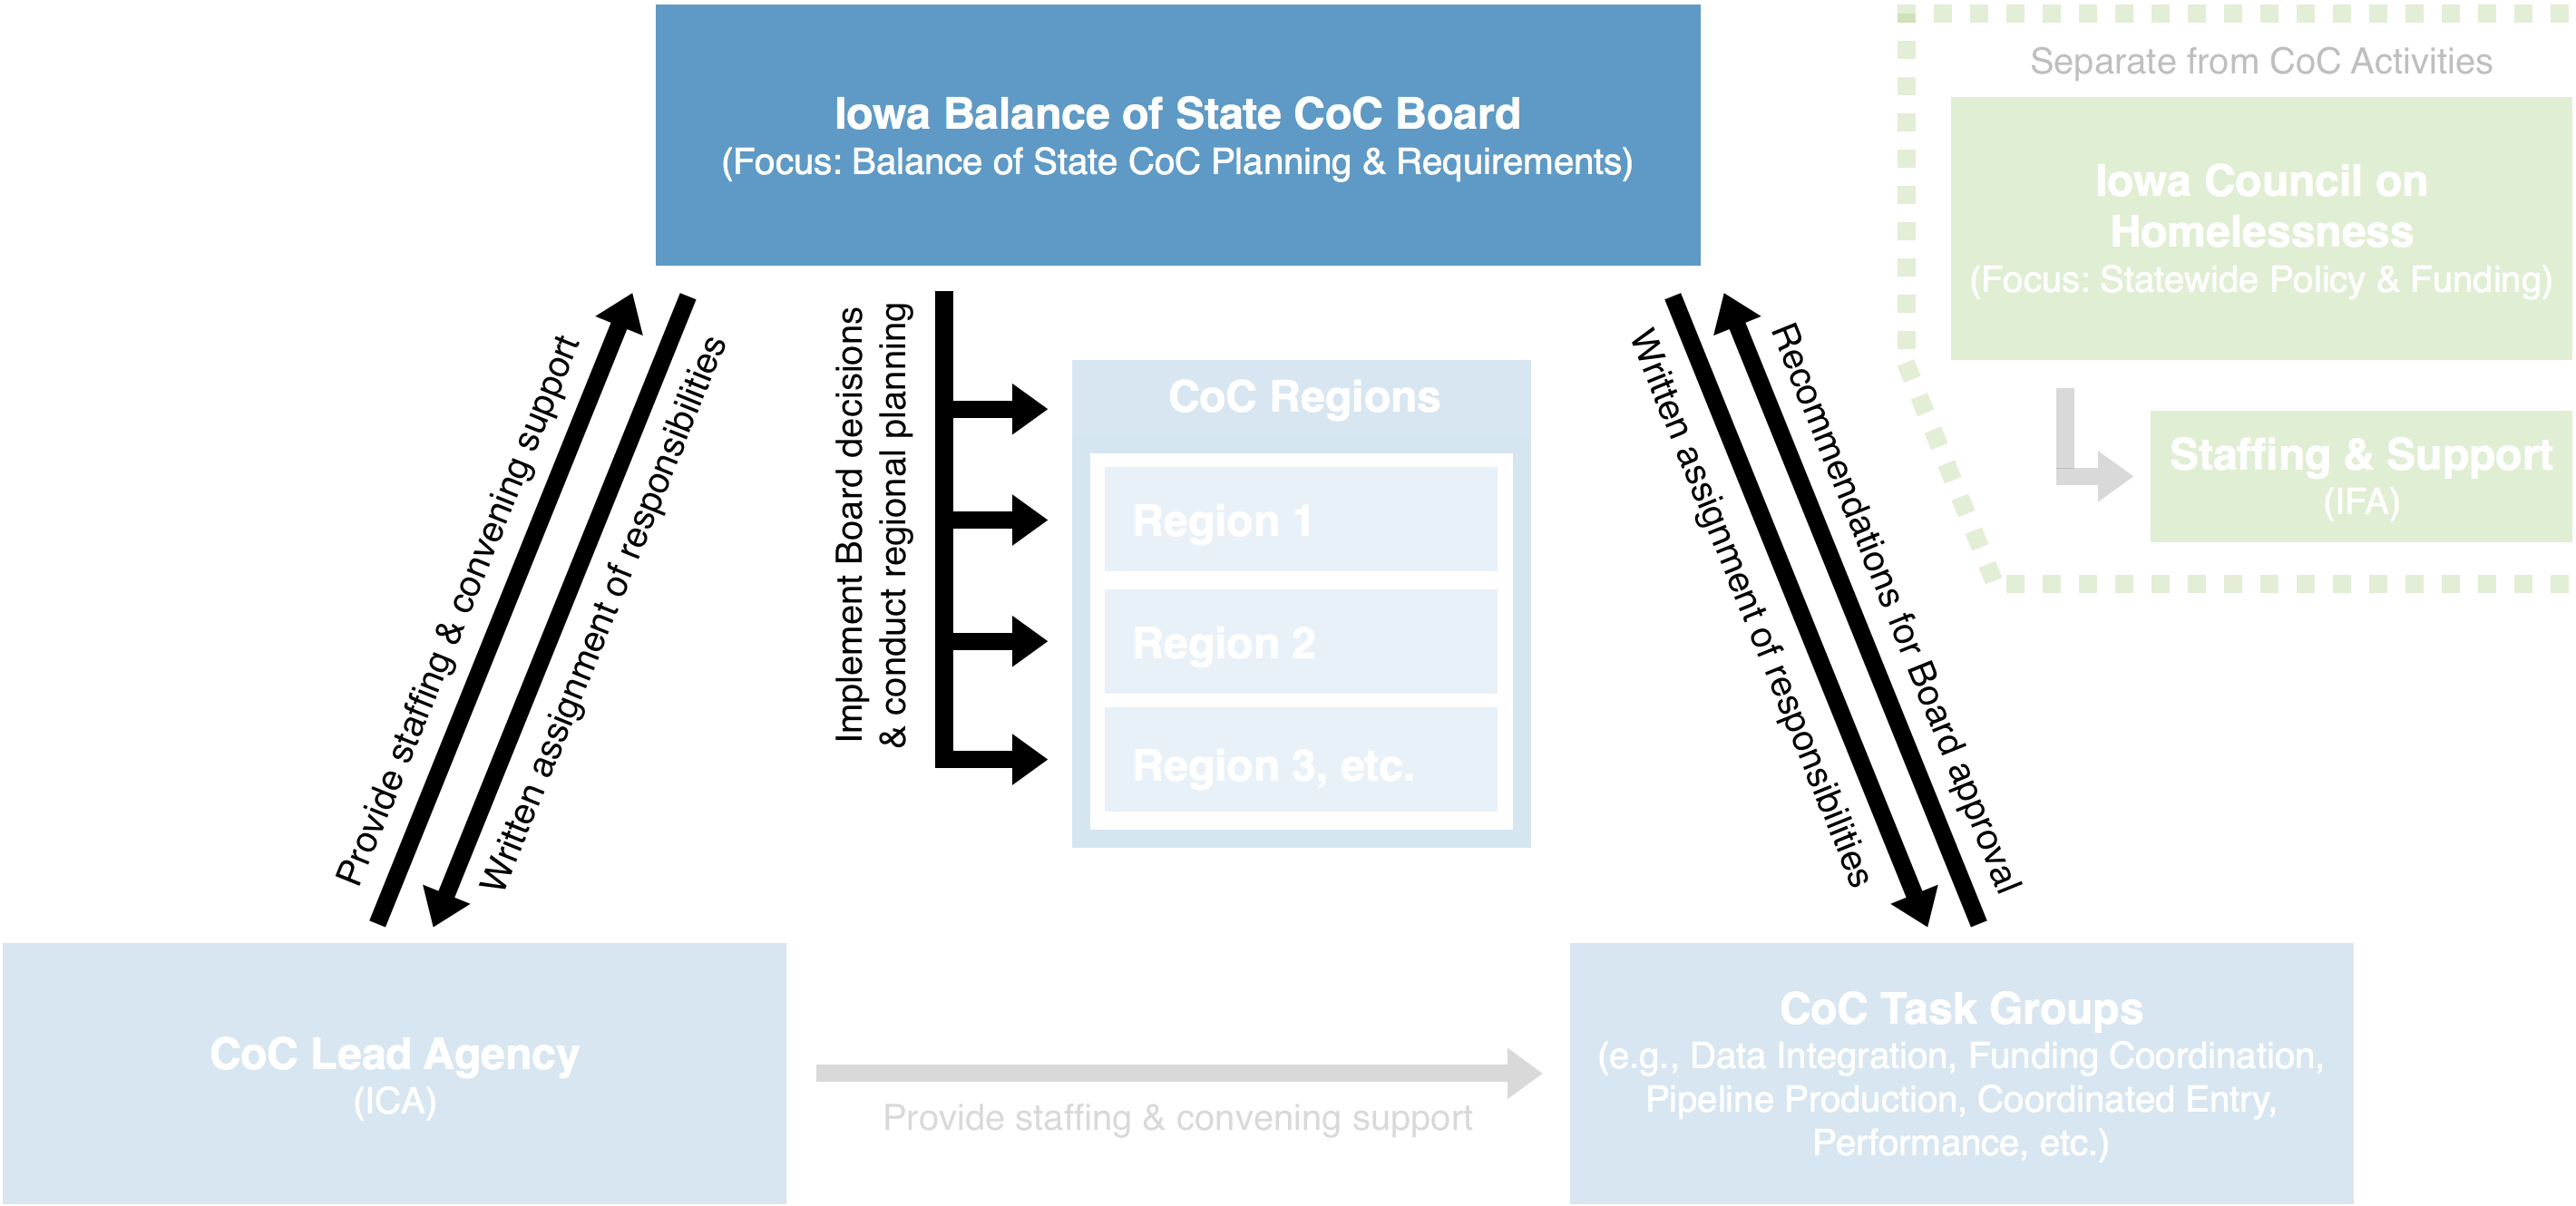 Iowa Balance of State CoC Board
(Focus: Balance of State CoC Planning & Requirements)
Separate from CoC Activities
Iowa Council on
Homelessness
(Focus: Statewide Policy & Funding)
Staffing & Support
(IFA)
Provide staffing & convening support
Written assignment of responsibilities
Implement Board decisions
& conduct regional planning
CoC Regions
Region 1
Region 2
Region 3, etc.
Written assignment of responsibilities
Recommendations for Board approval
CoC Lead Agency
(ICA)
Provide staffing & convening support
CoC Task Groups
(e.g., Data Integration, Funding Coordination,
Pipeline Production, Coordinated Entry,
Performance, etc.)